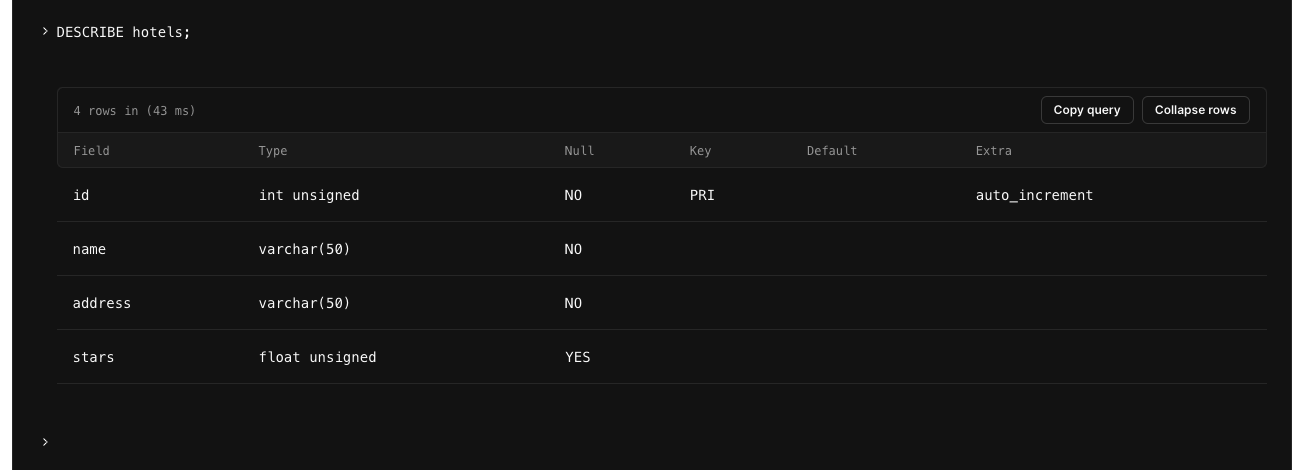 > DESCRIBE hotels;
4 rows in (43 ms) Copy query Collapse rows
Field Type Null Key Default Extra
id int unsigned NO PRI auto_increment
name varchar(50) NO
address varchar(50) NO
stars float unsigned YES
>